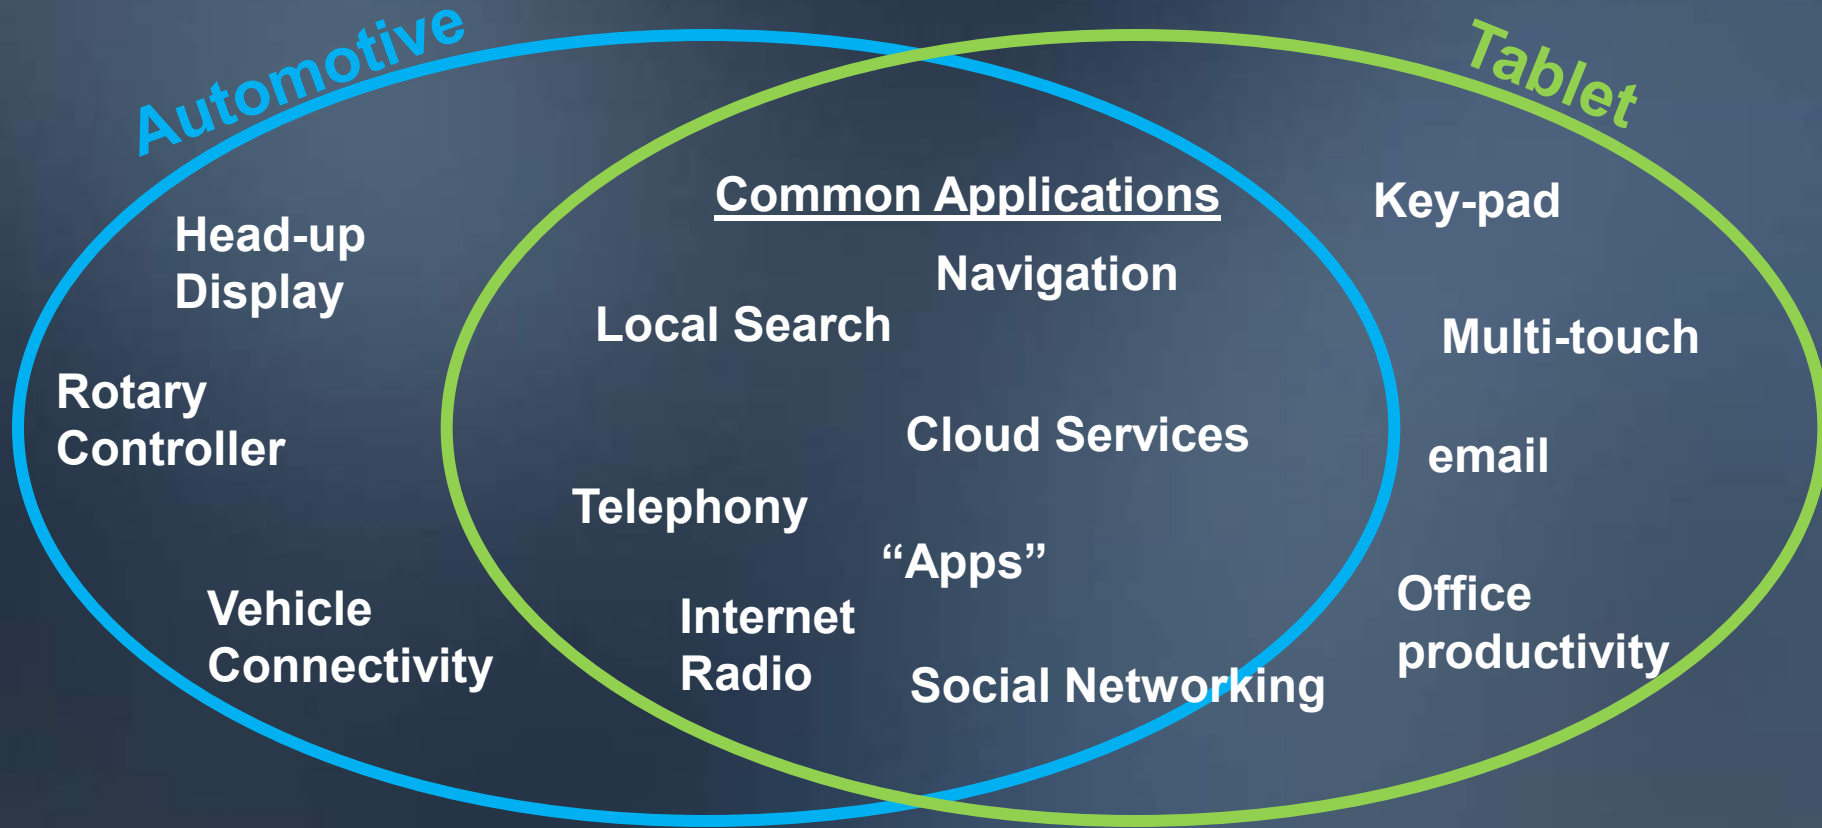 Automotive
Tablet
Common Applications
Head-up
Display
Rotary
Controller
Vehicle
Connectivity
Navigation
Local Search
Cloud Services
Telephony
“Apps”
Internet
Radio
Social Networking
Key-pad
Multi-touch
email
Office
productivity